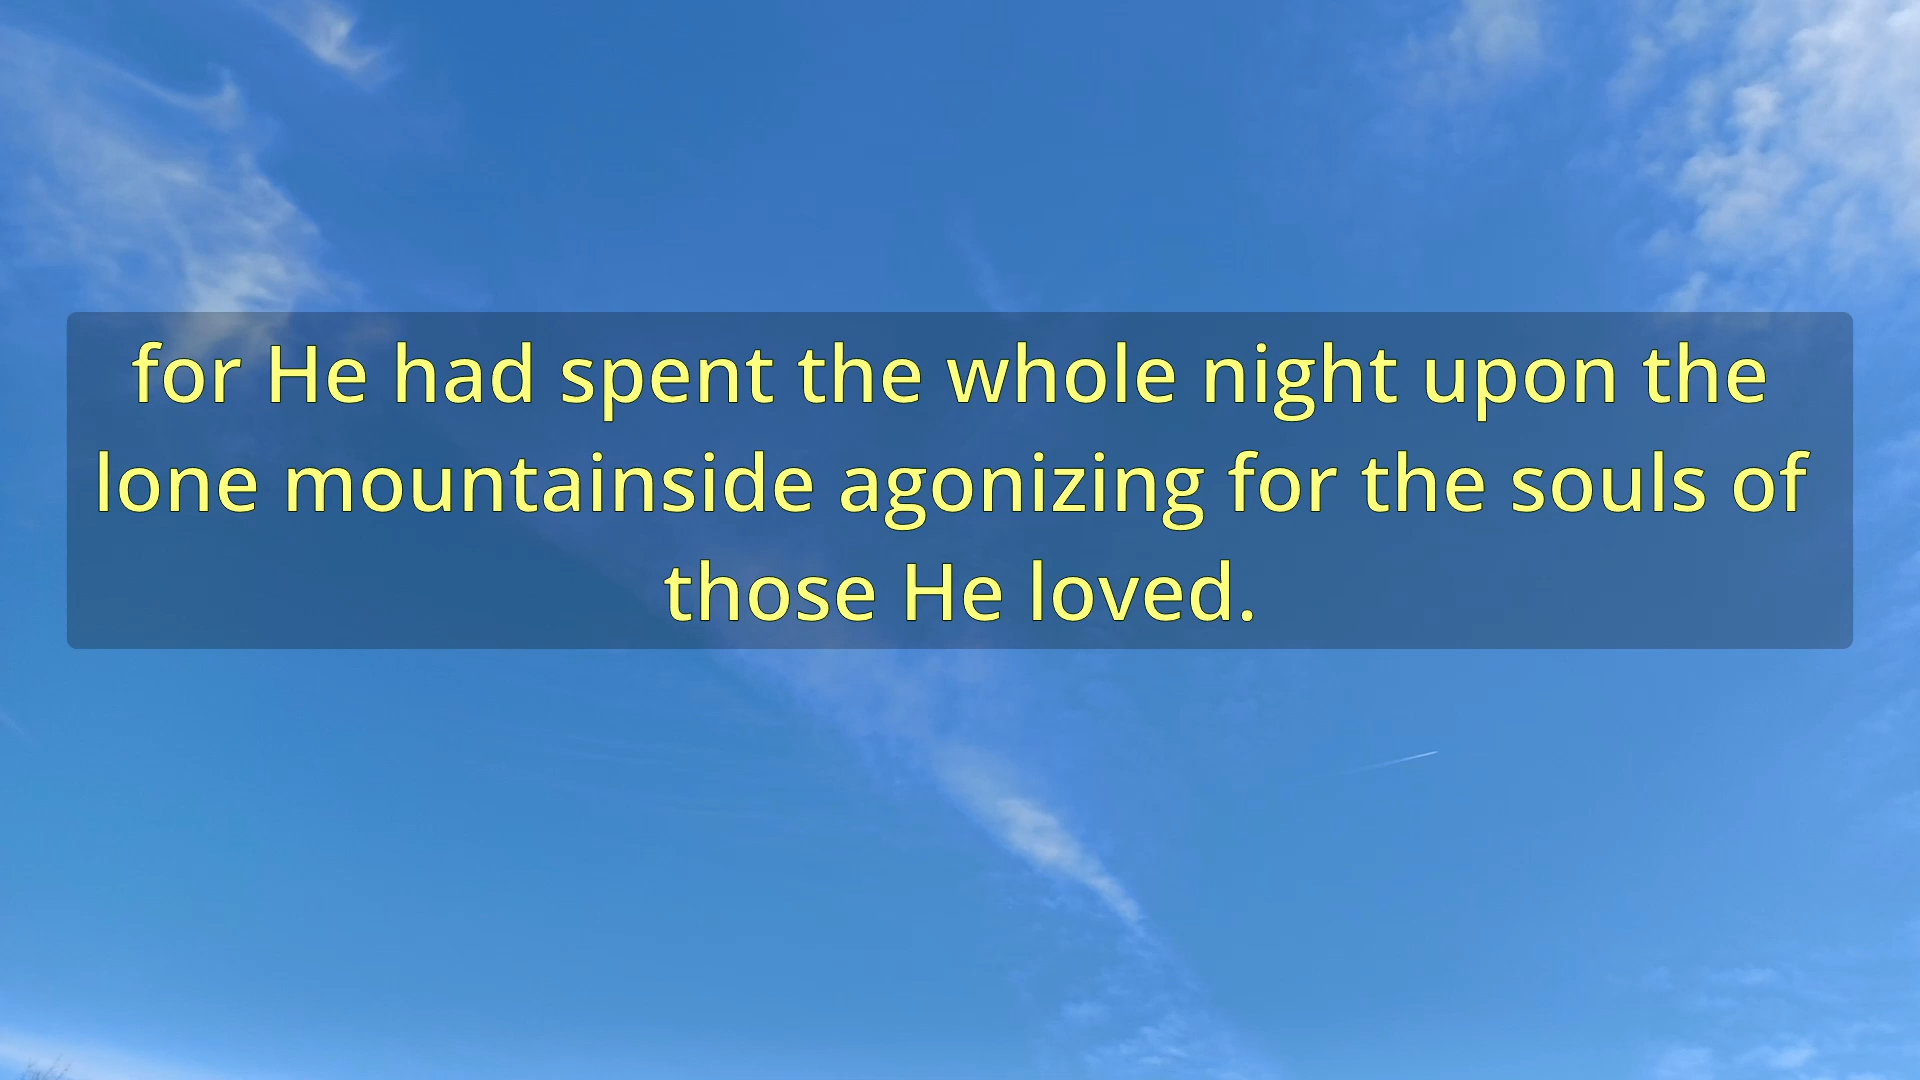 for He had spent the whole night upon the
lone mountainside agonizing for the souls of
those He loved.